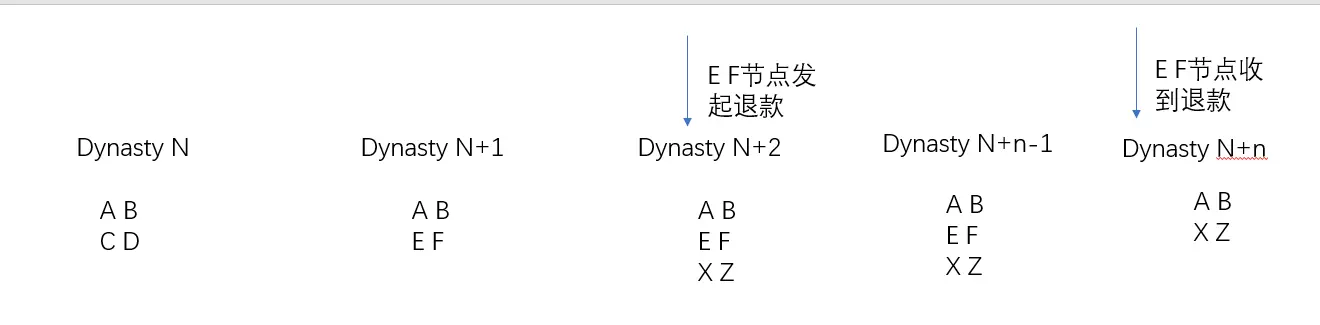 E F节点发
起退款
E F节点收
到退款
Dynasty N
Dynasty N+1
Dynasty N+2
Dynasty N+n-1
Dynasty N+n
A B
C D
A B
E F
A B
E F
X Z
A B
E F
X Z
A B
X Z